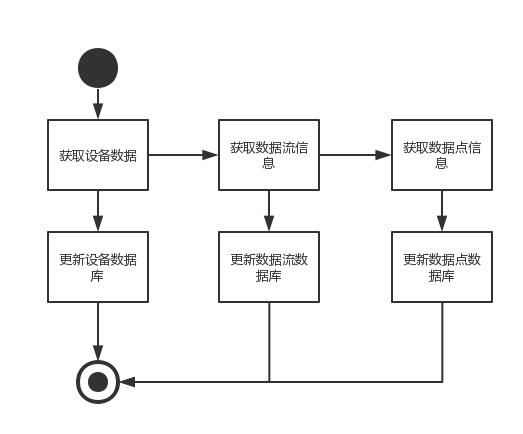 获取设备数据
获取数据流信
息
获取数据点信
息
更新设备数据
库
更新数据流数
据库
更新数据点数
据库